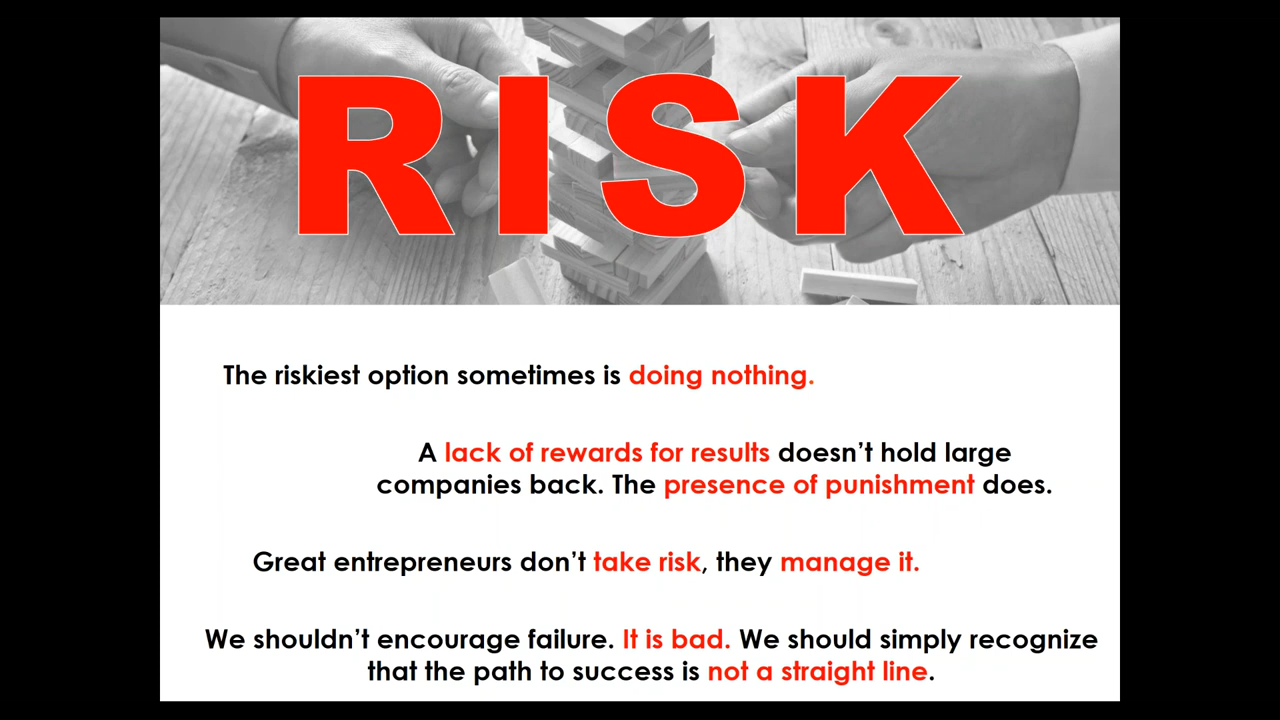 RISK
The riskiest option sometimes is doing nothing.
A lack of rewards for results doesn’t hold large
companies back. The presence of punishment does.
Great entrepreneurs don’t take risk, they manage it.
We shouldn’t encourage failure. It is bad. We should simply recognize
that the path to success is not a straight line.